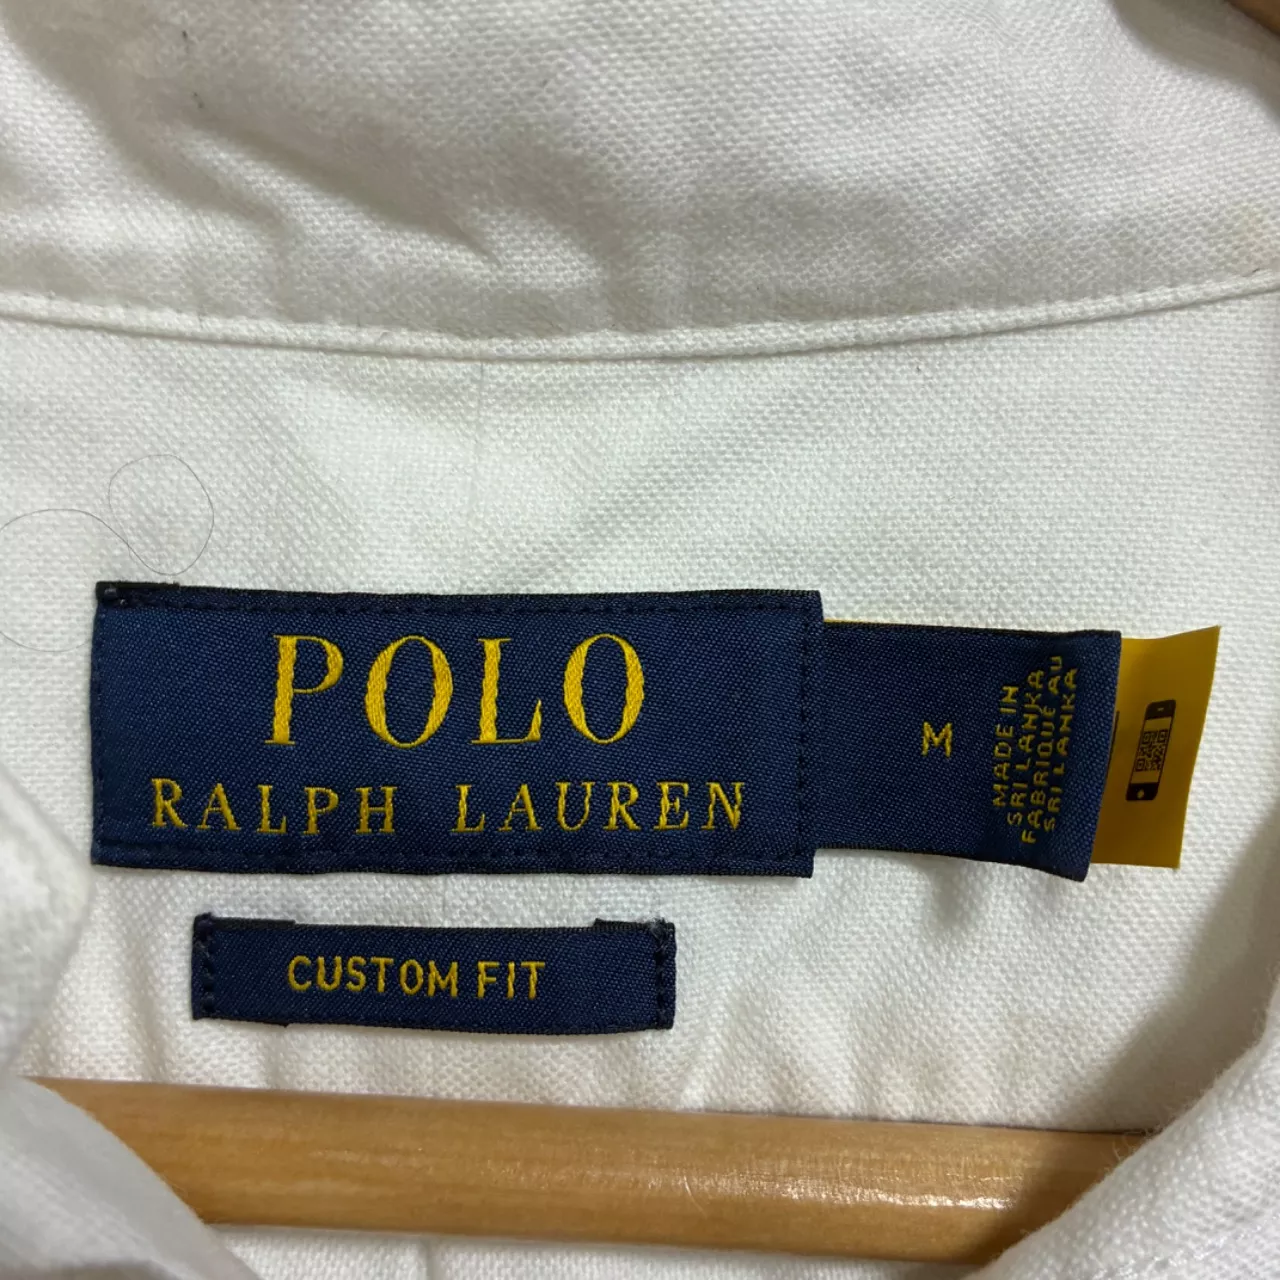 POLO
RALPH LAUREN
M
MADE IN
SRI LANKA
FABRIQUÉ AU
SRI LANKA
CUSTOM FIT